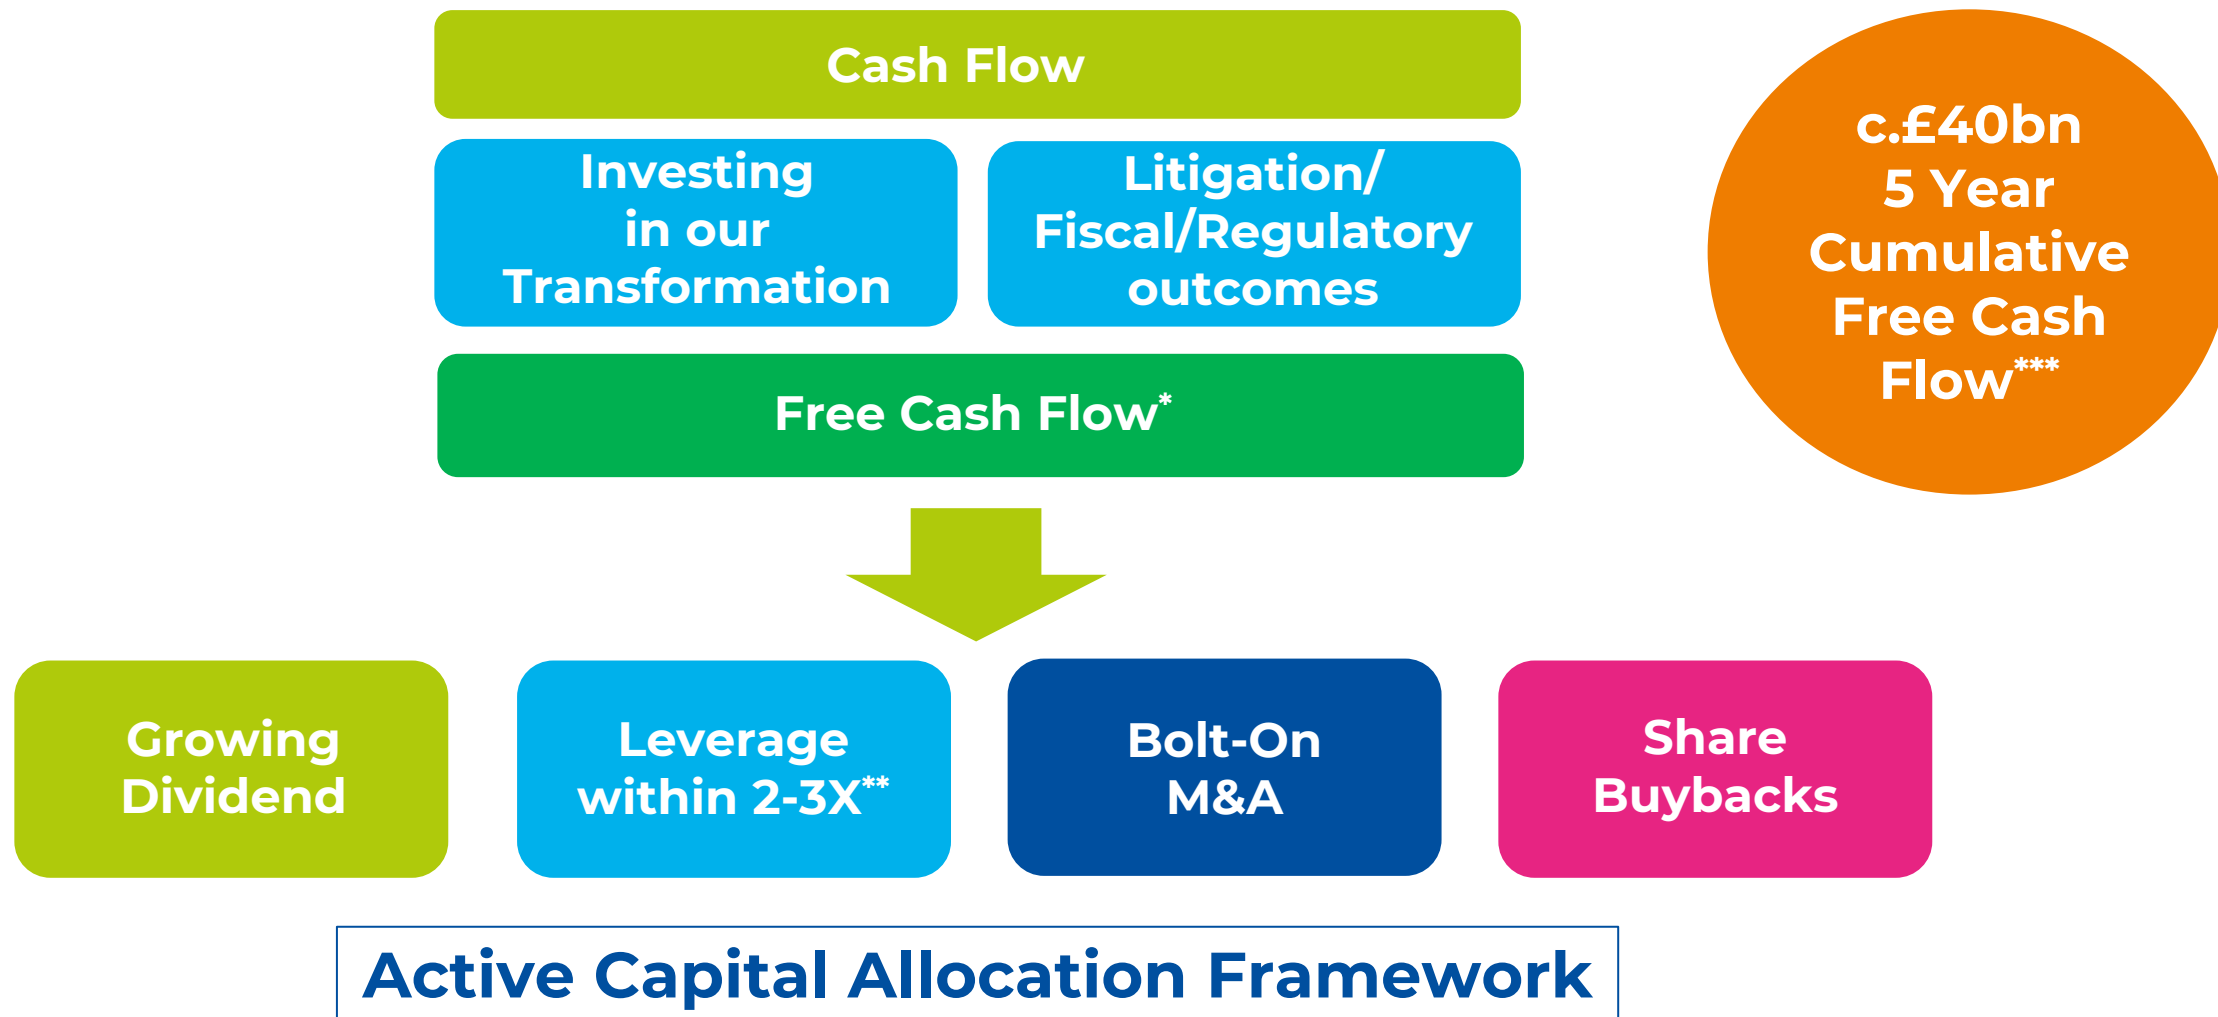 Cash Flow
Investing
in our
Transformation
Litigation/
Fiscal/Regulatory
outcomes
Free Cash Flow*
c.£40bn
5 Year
Cumulative
Free Cash
Flow***
Growing
Dividend
Leverage
within 2-3X**
Bolt-On
M&A
Share
Buybacks
Active Capital Allocation Framework